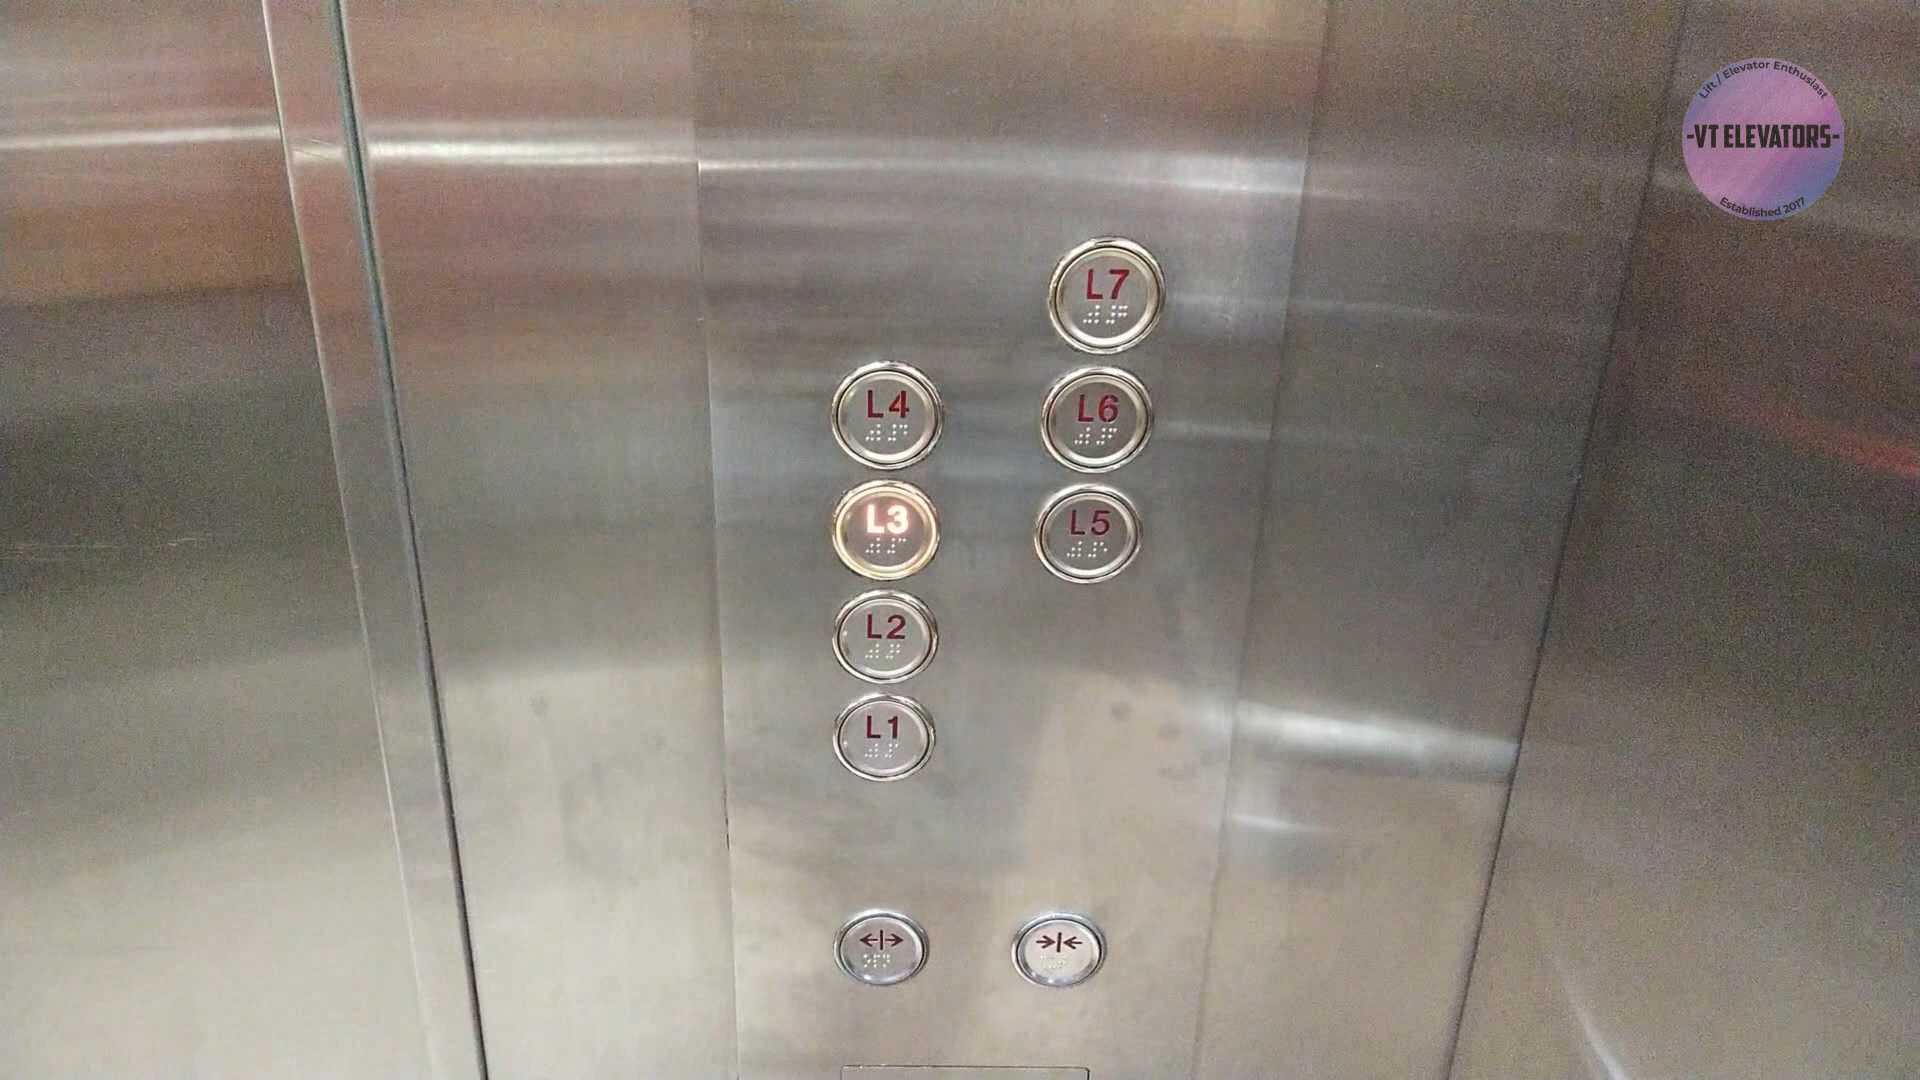 Lift / Elevator Enthusiast
-VT ELEVATORS-
Established 2017
L7
L4
L6
L3
L5
L2
L1